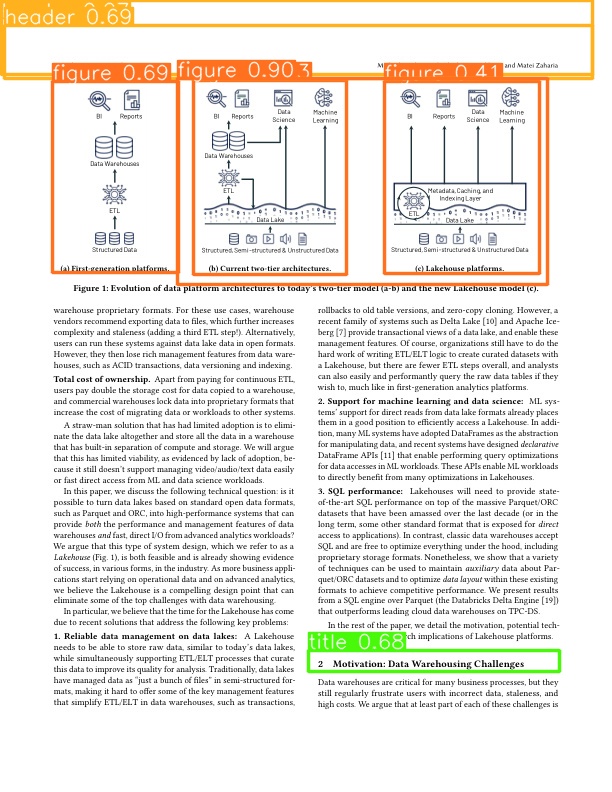 header 0.67
M
and Matei Zaharia
figure 0.69
figure 0.90
.3
figure 0.41
BI Reports
Data Warehouses
ETL
Structured Data
(a) First-generation platforms.
BI Reports Data Science Machine Learning
Data Warehouses
ETL
Data Lake
Structured, Semi-structured & Unstructured Data
(b) Current two-tier architectures.
BI Reports Data Science Machine Learning
Metadata, Caching, and Indexing Layer
ETL
Data Lake
Structured, Semi-structured & Unstructured Data
(c) Lakehouse platforms.
Figure 1: Evolution of data platform architectures to today's two-tier model (a-b) and the new Lakehouse model (c).
warehouse proprietary formats. For these use cases, warehouse
vendors recommend exporting data to files, which further increases
complexity and staleness (adding a third ETL step!). Alternatively,
users can run these systems against data lake data in open formats.
However, they then lose rich management features from data ware-
houses, such as ACID transactions, data versioning and indexing.
Total cost of ownership. Apart from paying for continuous ETL,
users pay double the storage cost for data copied to a warehouse,
and commercial warehouses lock data into proprietary formats that
increase the cost of migrating data or workloads to other systems.
A straw-man solution that has had limited adoption is to elimi-
nate the data lake altogether and store all the data in a warehouse
that has built-in separation of compute and storage. We will argue
that this has limited viability, as evidenced by lack of adoption, be-
cause it still doesn't support managing video/audio/text data easily
or fast direct access from ML and data science workloads.
In this paper, we discuss the following technical question: is it
possible to turn data lakes based on standard open data formats,
such as Parquet and ORC, into high-performance systems that can
provide both the performance and management features of data
warehouses and fast, direct I/O from advanced analytics workloads?
We argue that this type of system design, which we refer to as a
Lakehouse (Fig. 1), is both feasible and is already showing evidence
of success, in various forms, in the industry. As more business appli-
cations start relying on operational data and on advanced analytics,
we believe the Lakehouse is a compelling design point that can
eliminate some of the top challenges with data warehousing.
In particular, we believe that the time for the Lakehouse has come
due to recent solutions that address the following key problems:
1. Reliable data management on data lakes: A Lakehouse
needs to be able to store raw data, similar to today's data lakes,
while simultaneously supporting ETL/ELT processes that curate
this data to improve its quality for analysis. Traditionally, data lakes
have managed data as "just a bunch of files" in semi-structured for-
mats, making it hard to offer some of the key management features
that simplify ETL/ELT in data warehouses, such as transactions,
rollbacks to old table versions, and zero-copy cloning. However, a
recent family of systems such as Delta Lake [10] and Apache Ice-
berg [7] provide transactional views of a data lake, and enable these
management features. Of course, organizations still have to do the
hard work of writing ETL/ELT logic to create curated datasets with
a Lakehouse, but there are fewer ETL steps overall, and analysts
can also easily and performantly query the raw data tables if they
wish to, much like in first-generation analytics platforms.
2. Support for machine learning and data science: ML sys-
tems' support for direct reads from data lake formats already places
them in a good position to efficiently access a Lakehouse. In addi-
tion, many ML systems have adopted DataFrames as the abstraction
for manipulating data, and recent systems have designed declarative
DataFrame APIs [11] that enable performing query optimizations
for data accesses in ML workloads. These APIs enable ML workloads
to directly benefit from many optimizations in Lakehouses.
3. SQL performance: Lakehouses will need to provide state-
of-the-art SQL performance on top of the massive Parquet/ORC
datasets that have been amassed over the last decade (or in the
long term, some other standard format that is exposed for direct
access to applications). In contrast, classic data warehouses accept
SQL and are free to optimize everything under the hood, including
proprietary storage formats. Nonetheless, we show that a variety
of techniques can be used to maintain auxiliary data about Par-
quet/ORC datasets and to optimize data layout within these existing
formats to achieve competitive performance. We present results
from a SQL engine over Parquet (the Databricks Delta Engine [19])
that outperforms leading cloud data warehouses on TPC-DS.
In the rest of the paper, we detail the motivation, potential tech-
title 0.68
rch implications of Lakehouse platforms.
2 Motivation: Data Warehousing Challenges
Data warehouses are critical for many business processes, but they
still regularly frustrate users with incorrect data, staleness, and
high costs. We argue that at least part of each of these challenges is